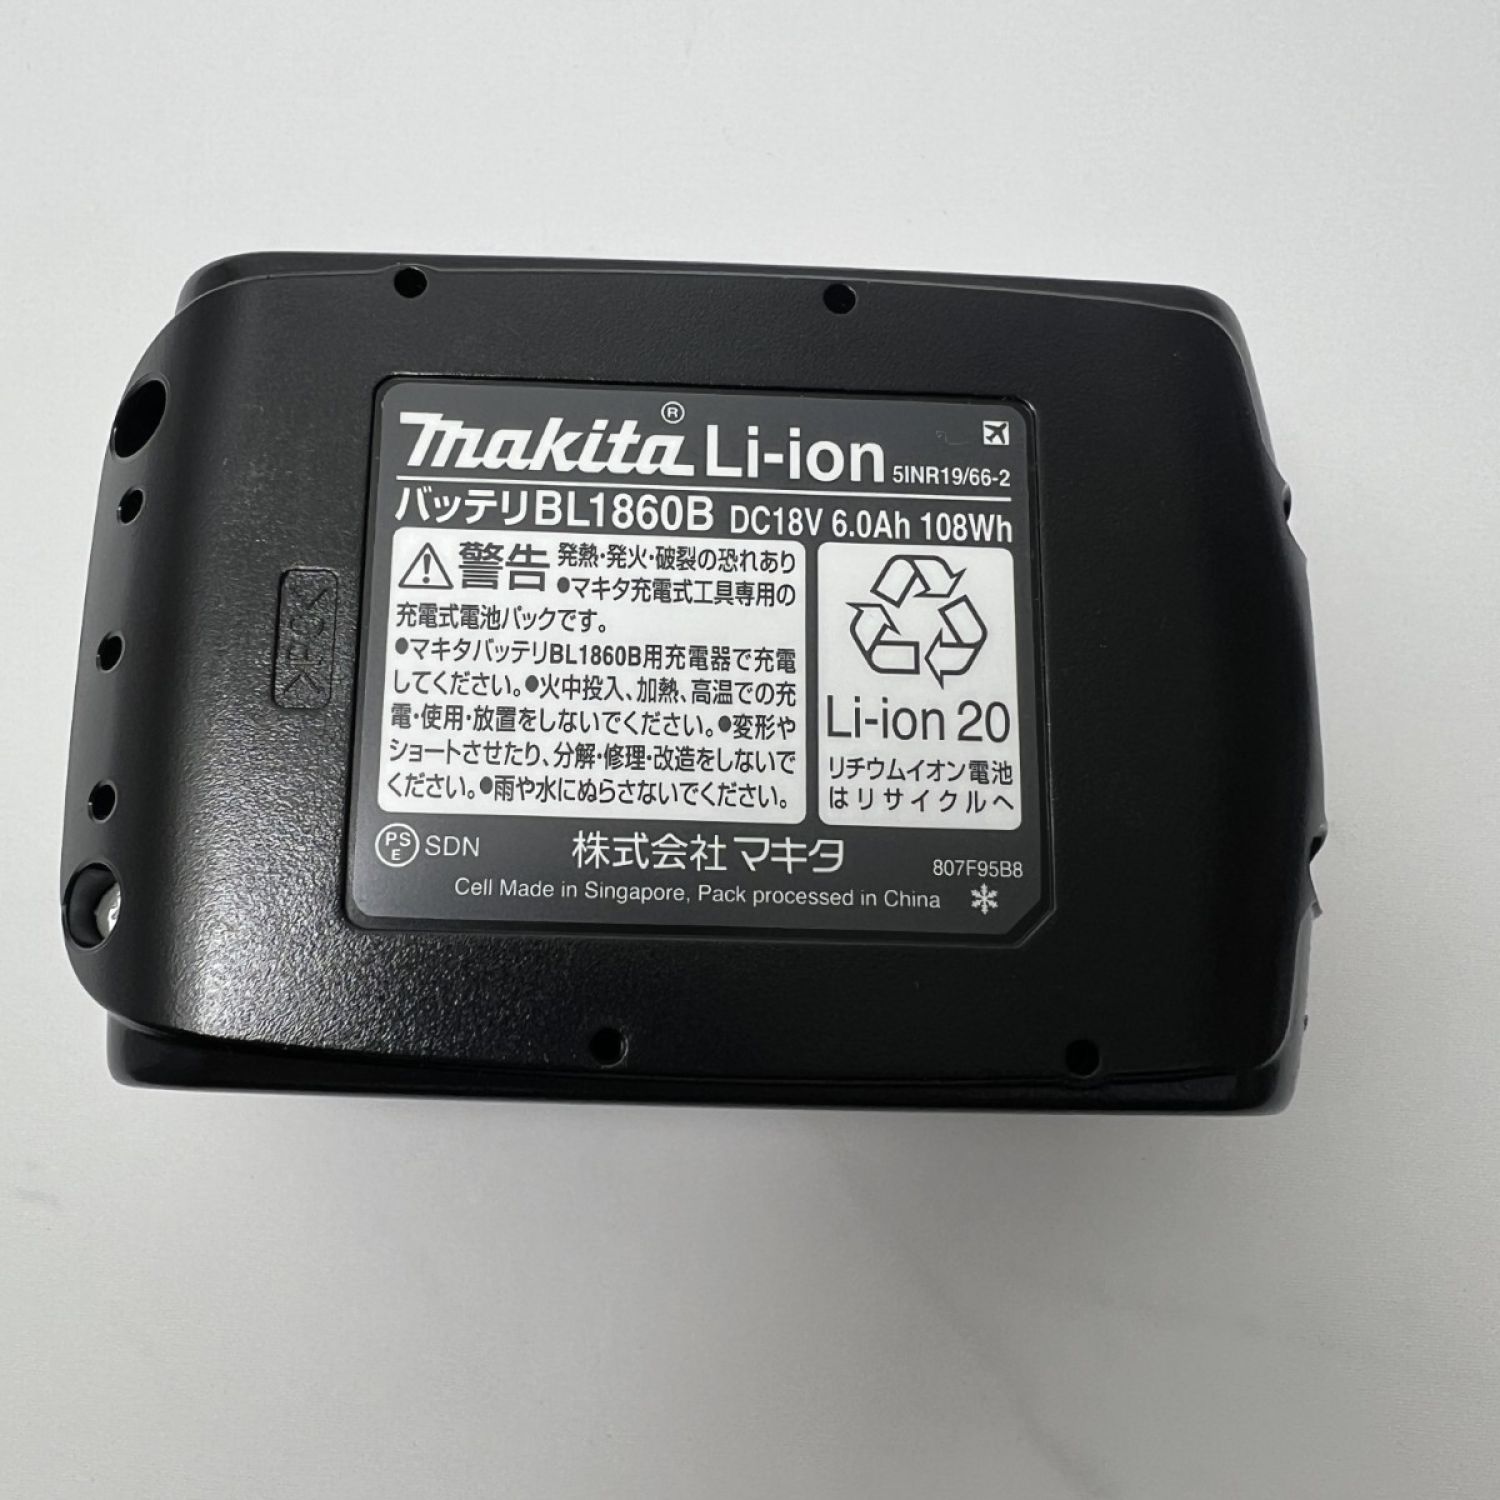 makita® Li-ion 5INR19/66-2
バッテリBL1860B DC18V 6.0Ah 108Wh
警告 発熱・発火・破裂の恐れあり
●マキタ充電式工具専用の
充電式電池パックです。
●マキタバッテリBL1860B用充電器で充電
してください。●火中投入、加熱、高温での充
電・使用・放置をしないでください。●変形や
ショートさせたり、分解・修理・改造をしないで
ください。●雨や水にぬらさないでください。
Li-ion 20
リチウムイオン電池
はリサイクルへ
PSE SDN 株式会社マキタ 807F95B8
Cell Made in Singapore, Pack processed in China